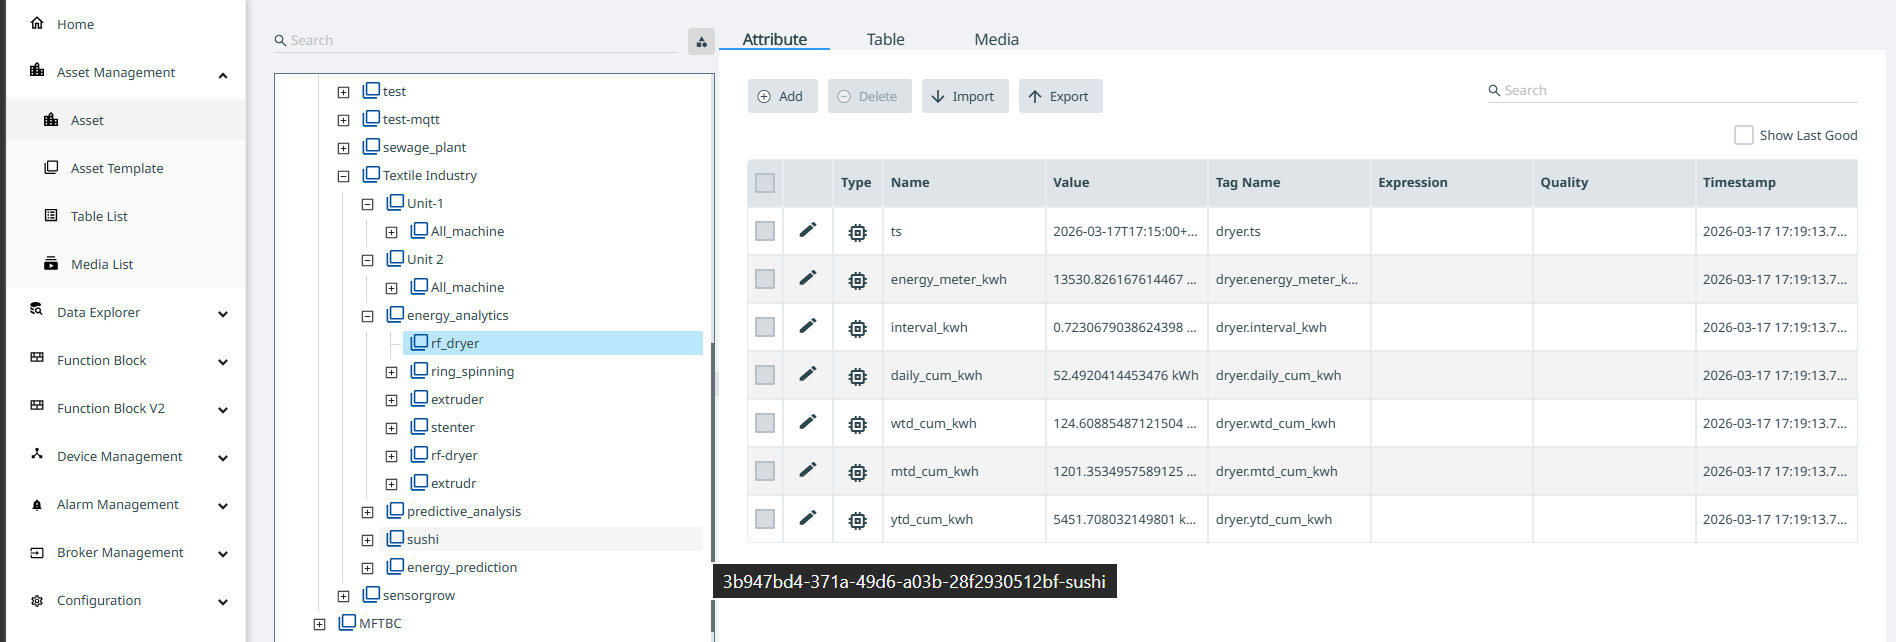 Home
Asset Management
Asset
Asset Template
Table List
Media List
Data Explorer
Function Block
Function Block V2
Device Management
Alarm Management
Broker Management
Configuration
Search
test
test-mqtt
sewage_plant
Textile Industry
Unit-1
All_machine
Unit 2
All_machine
energy_analytics
rf_dryer
ring_spinning
extruder
stenter
rf-dryer
extrudr
predictive_analysis
sushi
energy_prediction
sensorgrow
MFTBC
3b947bd4-371a-49d6-a03b-28f2930512bf-sushi
Attribute Table Media
Add Delete Import Export
Search
Show Last Good
Type Name Value Tag Name Expression Quality Timestamp
ts 2026-03-17T17:15:00+... dryer.ts 2026-03-17 17:19:13.7...
energy_meter_kwh 13530.826167614467 ... dryer.energy_meter_k... 2026-03-17 17:19:13.7...
interval_kwh 0.7230679038624398 ... dryer.interval_kwh 2026-03-17 17:19:13.7...
daily_cum_kwh 52.4920414453476 kWh dryer.daily_cum_kwh 2026-03-17 17:19:13.7...
wtd_cum_kwh 124.60885487121504 ... dryer.wtd_cum_kwh 2026-03-17 17:19:13.7...
mtd_cum_kwh 1201.3534957589125 ... dryer.mtd_cum_kwh 2026-03-17 17:19:13.7...
ytd_cum_kwh 5451.708032149801 k... dryer.ytd_cum_kwh 2026-03-17 17:19:13.7...